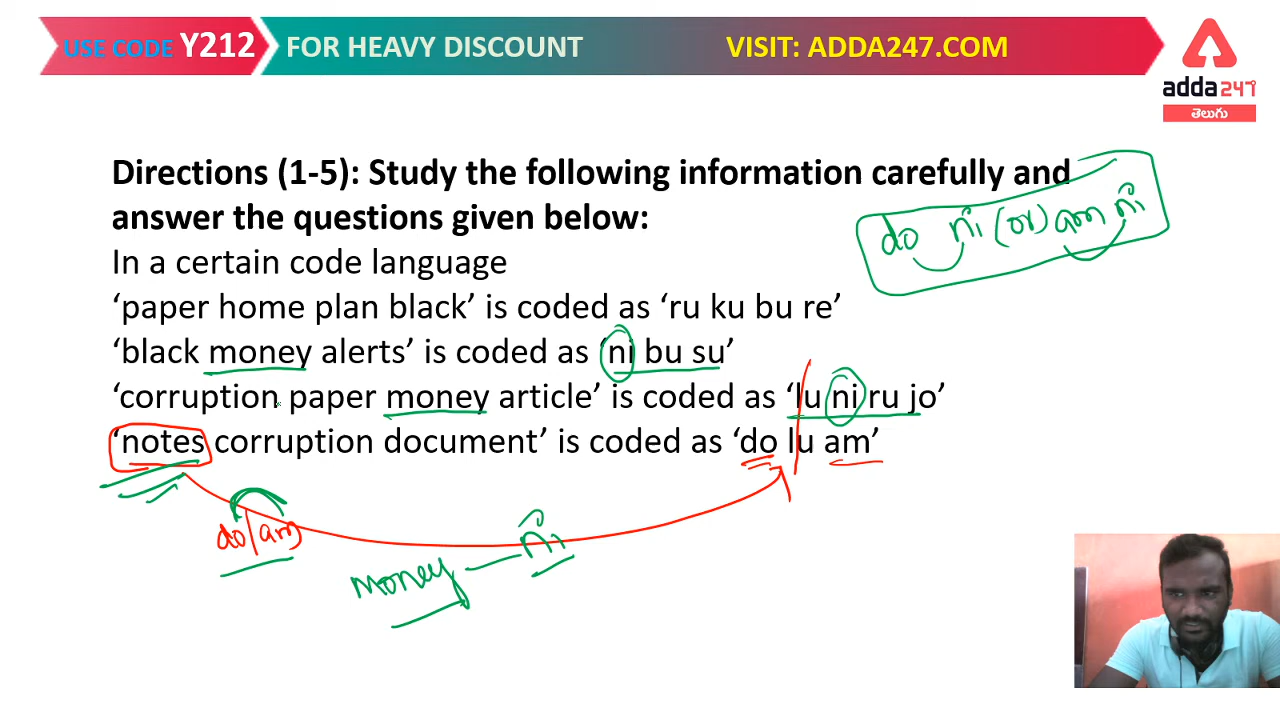 USE CODE Y212 FOR HEAVY DISCOUNT VISIT: ADDA247.COM
adda247
తెలుగు
Directions (1-5): Study the following information carefully and
answer the questions given below:
do ni (or) am ni
In a certain code language
‘paper home plan black’ is coded as ‘ru ku bu re’
‘black money alerts’ is coded as ‘ni bu su’
‘corruption paper money article’ is coded as ‘lu ni ru jo’
‘notes corruption document’ is coded as ‘do lu am’
do/am
money — ni